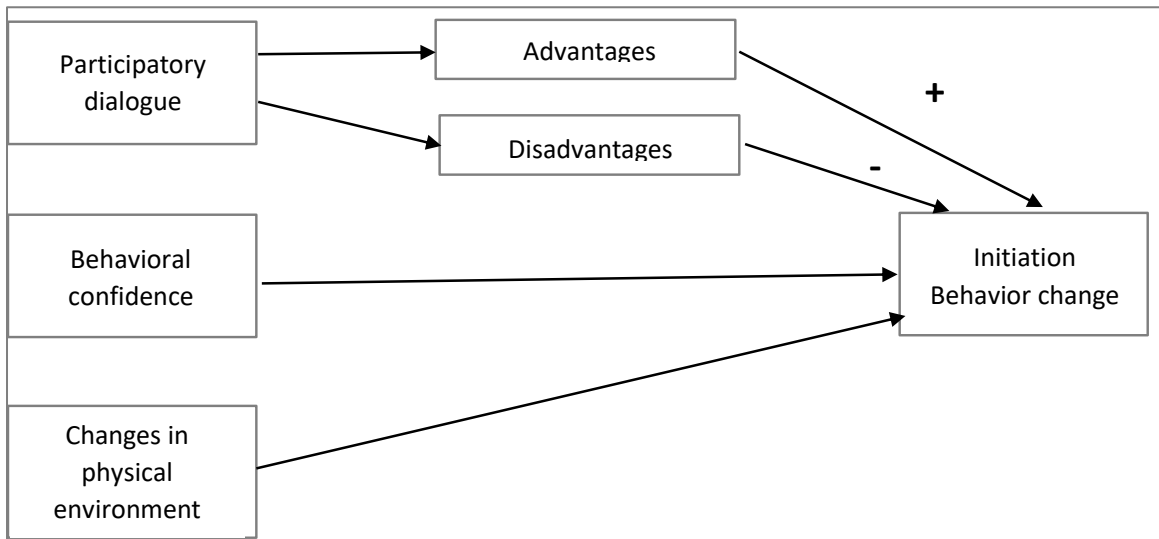 Participatory
dialogue
Advantages
+
Disadvantages
-
Behavioral
confidence
Initiation
Behavior change
Changes in
physical
environment